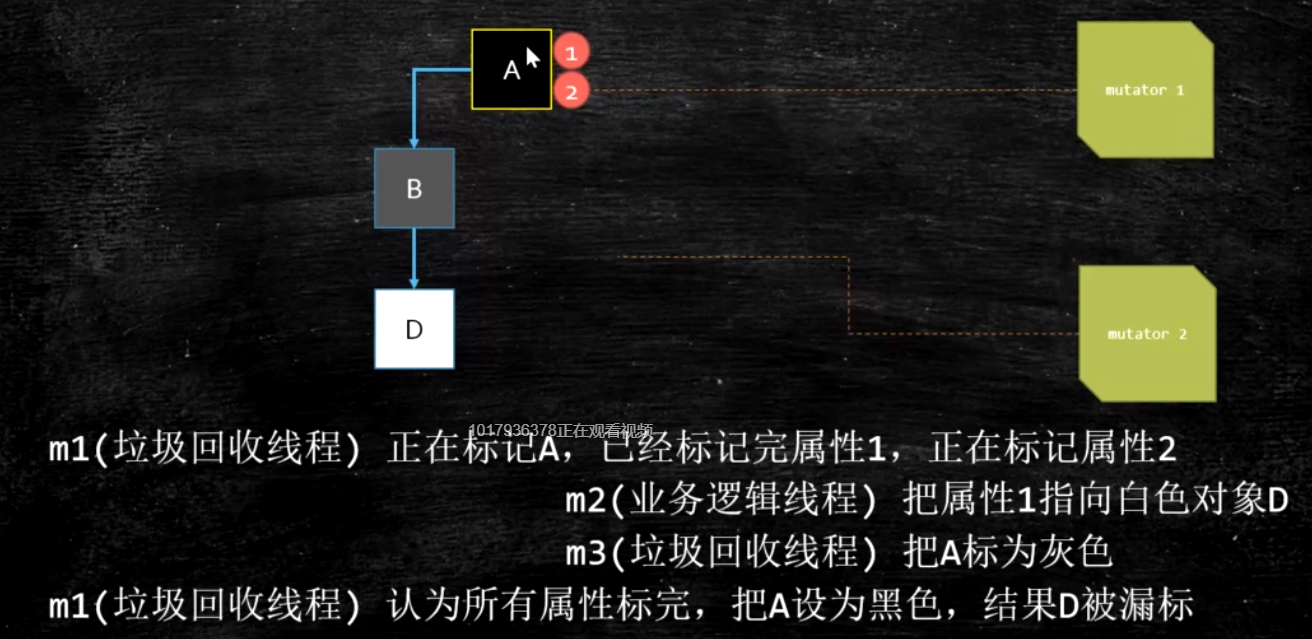 A
1
2
mutator 1
B
D
mutator 2
1017936378正在观看视频
m1(垃圾回收线程) 正在标记A，已经标记完属性1，正在标记属性2
m2(业务逻辑线程) 把属性1指向白色对象D
m3(垃圾回收线程) 把A标为灰色
m1(垃圾回收线程) 认为所有属性标完，把A设为黑色，结果D被漏标